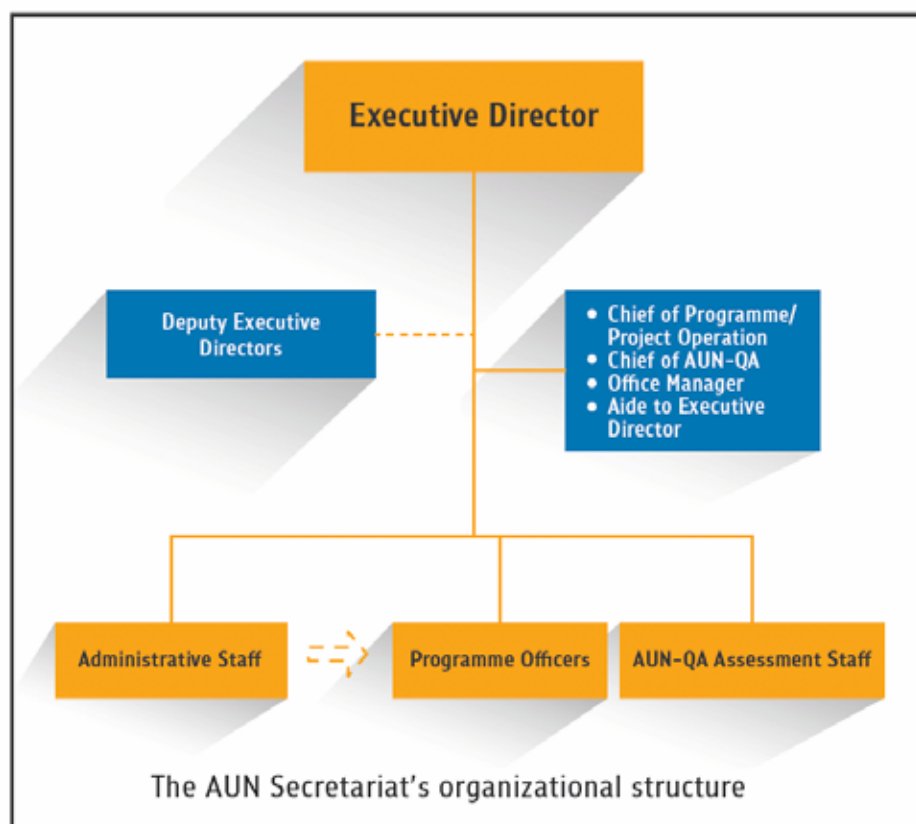 Executive Director
Deputy Executive
Directors
• Chief of Programme/
Project Operation
• Chief of AUN-QA
• Office Manager
• Aide to Executive
Director
Administrative Staff
Programme Officers
AUN-QA Assessment Staff
The AUN Secretariat's organizational structure